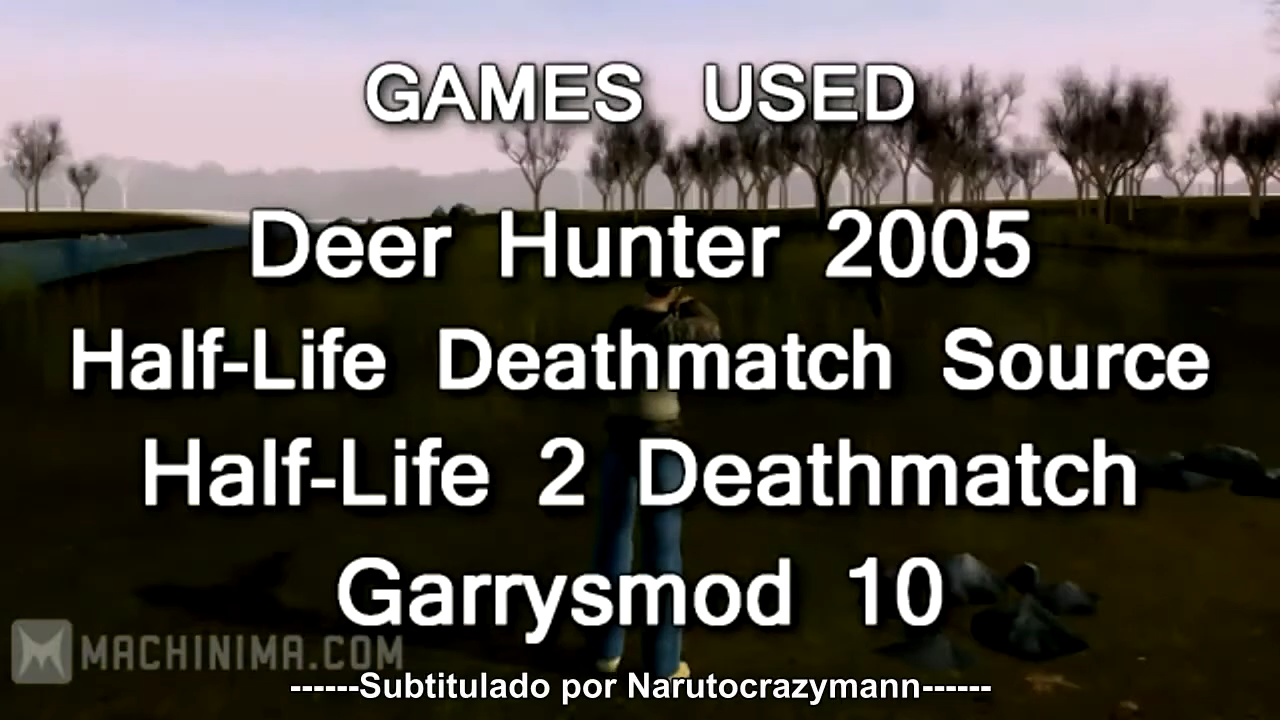 GAMES USED
Deer Hunter 2005
Half-Life Deathmatch Source
Half-Life 2 Deathmatch
Garrysmod 10
MACHINIMA.COM
------Subtitulado por Narutocrazymann------